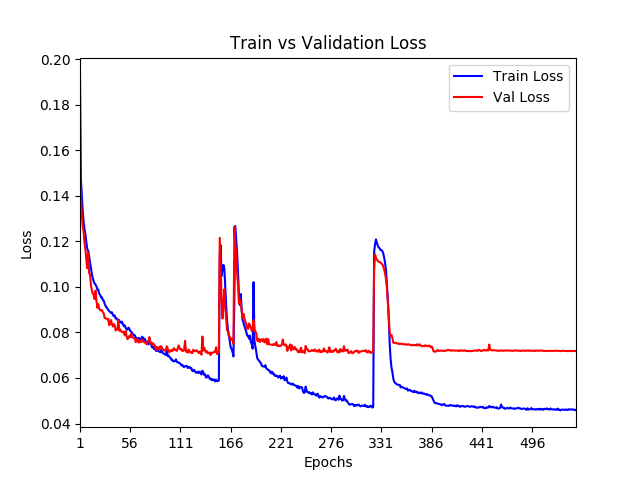 Train vs Validation Loss
Train Loss
Val Loss
0.20
0.18
0.16
0.14
0.12
0.10
0.08
0.06
0.04
Loss
1 56 111 166 221 276 331 386 441 496
Epochs